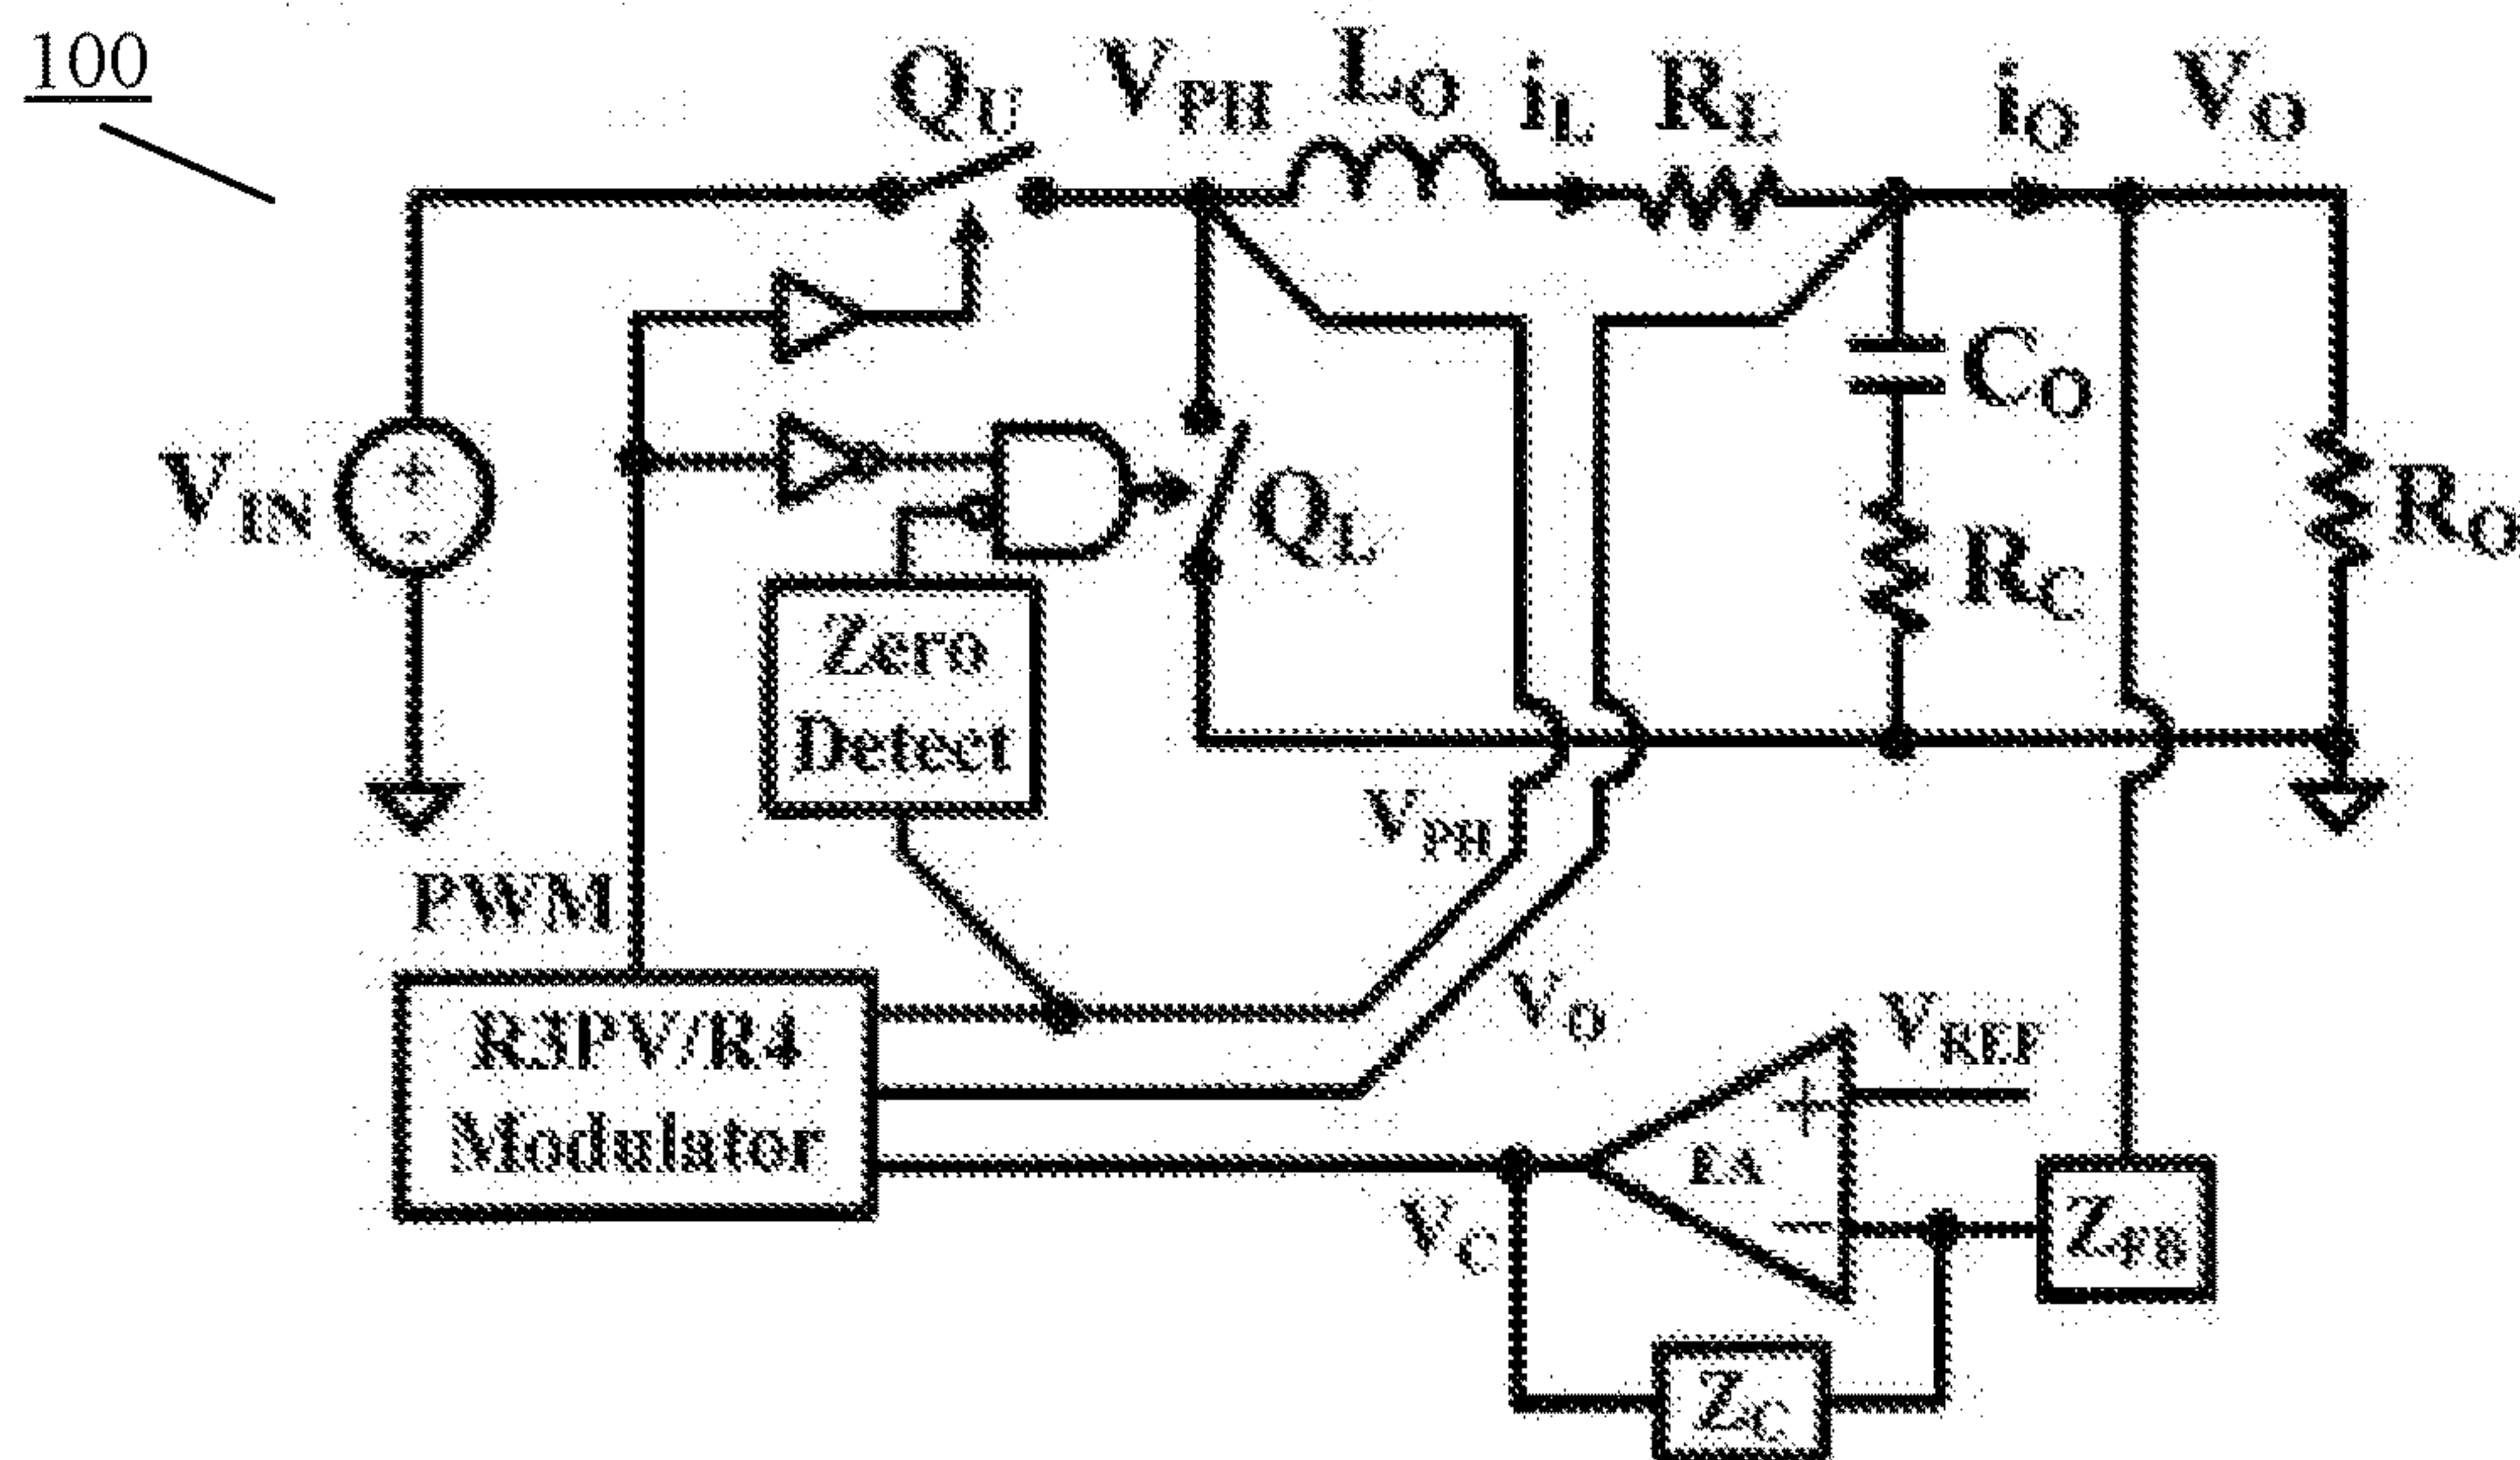 100
QU
VPH
LO
iL
RL
iO
VO
VIN
+
-
QL
CO
RC
RO
Zero
Detect
VPH
PWM
R3PV/R4
Modulator
VO
VREF
+
EA
−
VC
ZFB
ZC